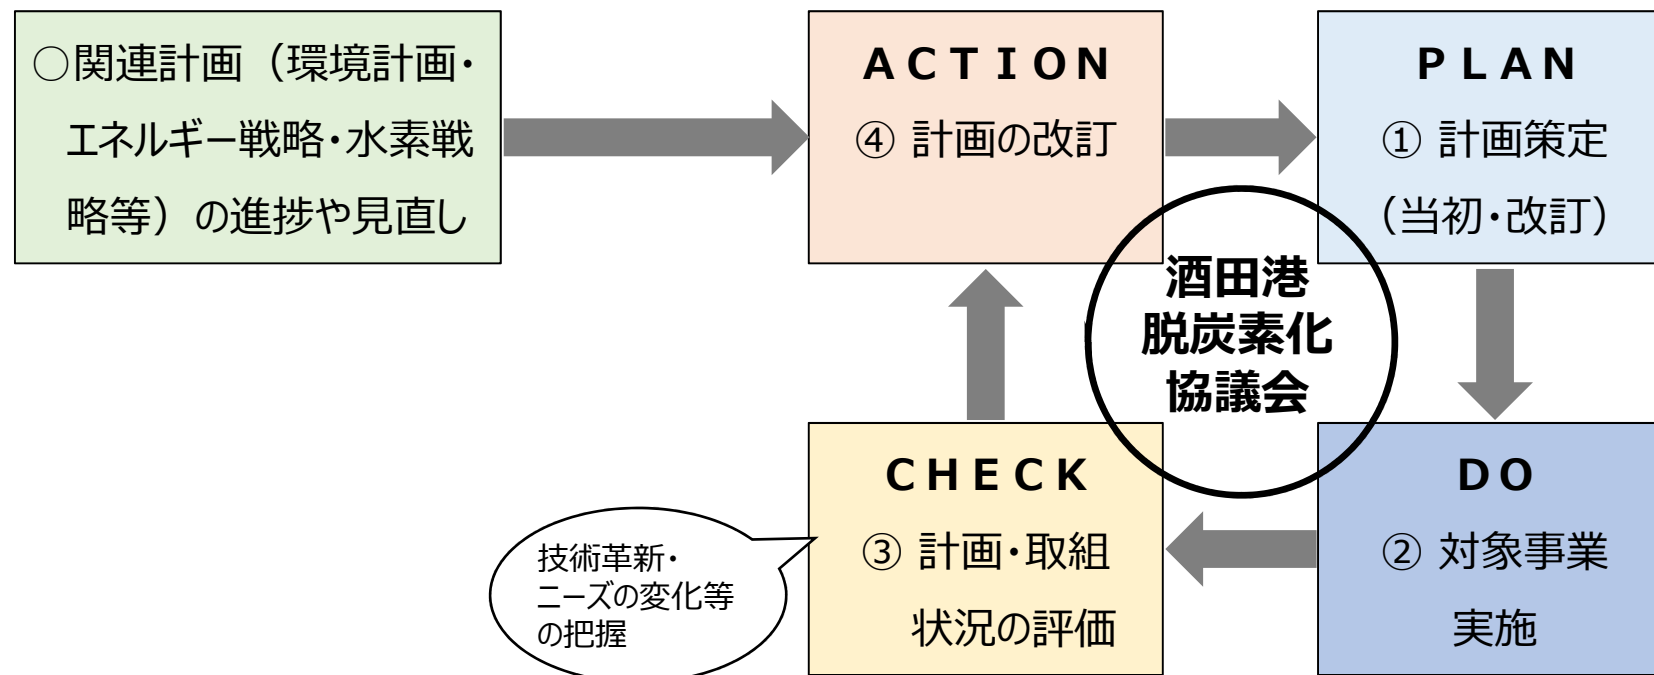 ○関連計画（環境計画・
エネルギー戦略・水素戦
略等）の進捗や見直し
ＡＣＴＩＯＮ
④ 計画の改訂
ＰＬＡＮ
① 計画策定
（当初・改訂）
酒田港
脱炭素化
協議会
ＣＨＥＣＫ
③ 計画・取組
状況の評価
ＤＯ
② 対象事業
実施
技術革新・
ニーズの変化等
の把握